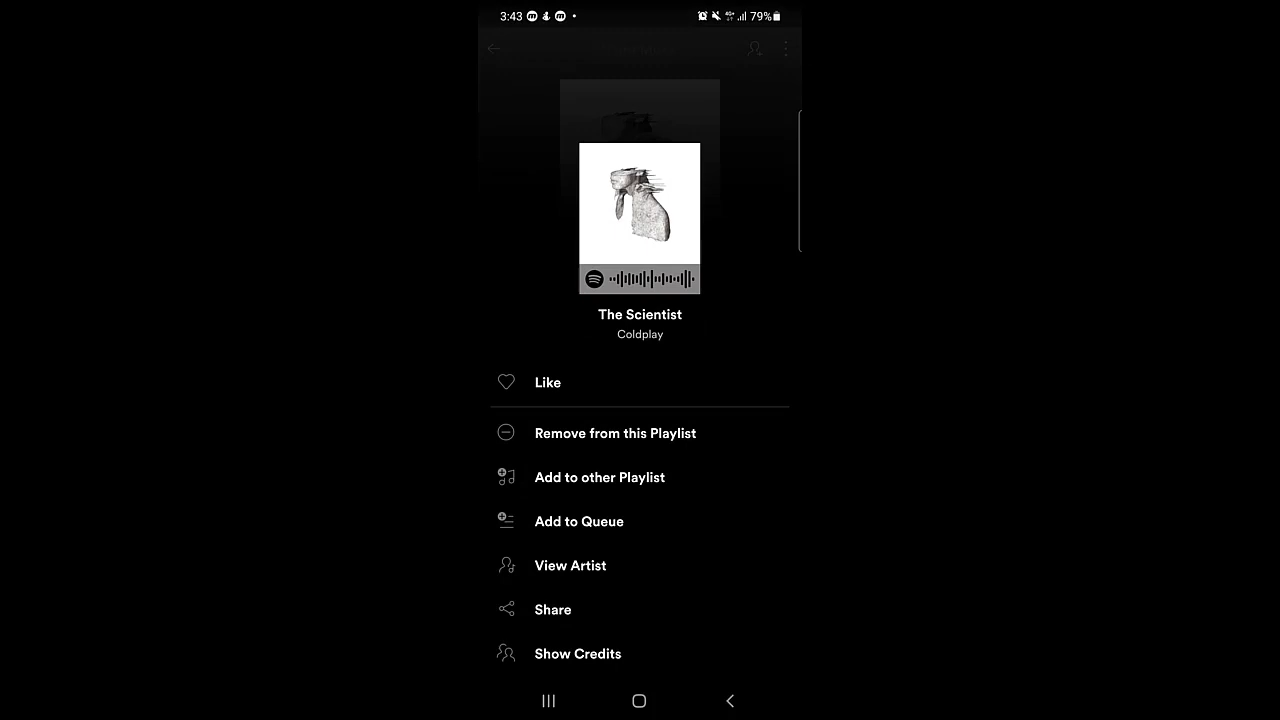 3:43 79%
The Scientist
Coldplay
Like
Remove from this Playlist
Add to other Playlist
Add to Queue
View Artist
Share
Show Credits